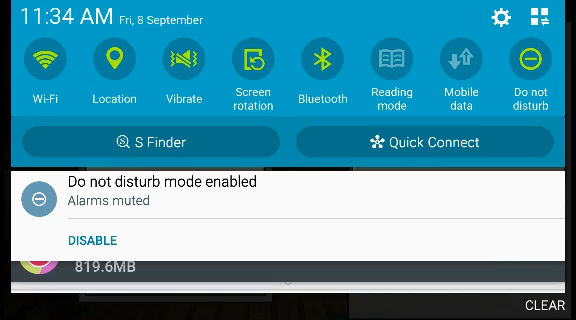 11:34 AM Fri, 8 September
Wi-Fi
Location
Vibrate
Screen
rotation
Bluetooth
Reading
mode
Mobile
data
Do not
disturb
S Finder
Quick Connect
Do not disturb mode enabled
Alarms muted
DISABLE
819.6MB
CLEAR